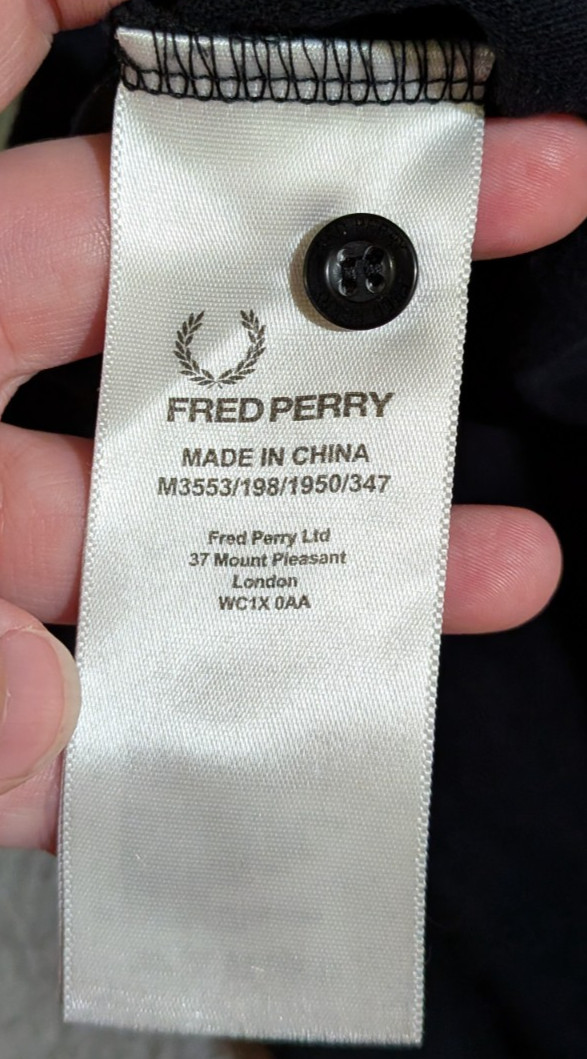 FRED PERRY
MADE IN CHINA
M3553/198/1950/347
Fred Perry Ltd
37 Mount Pleasant
London
WC1X 0AA